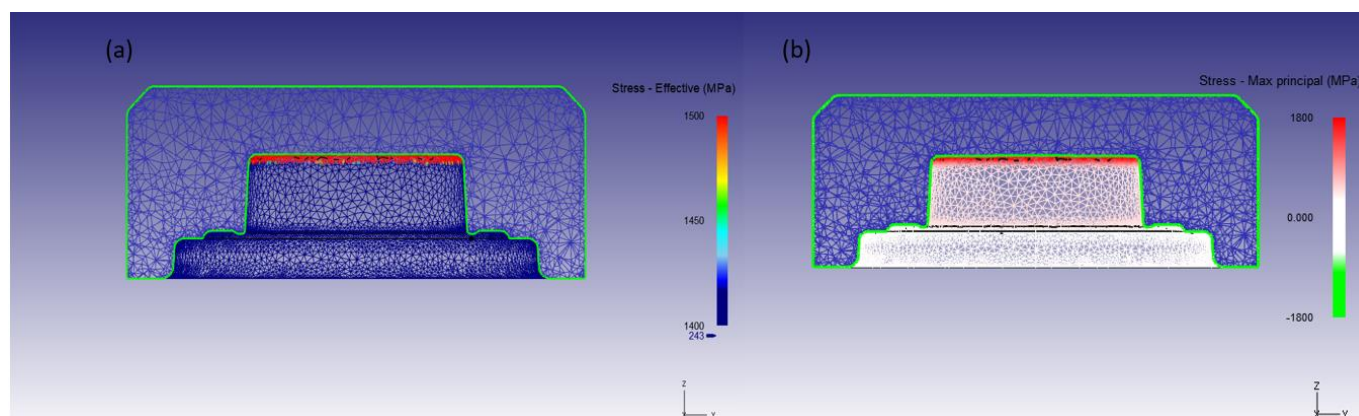 (a)
Stress - Effective (MPa)
1500
1450
1400
243
Z
Y
(b)
Stress - Max principal (MPa)
1800
0.000
-1800
Z
X
Y